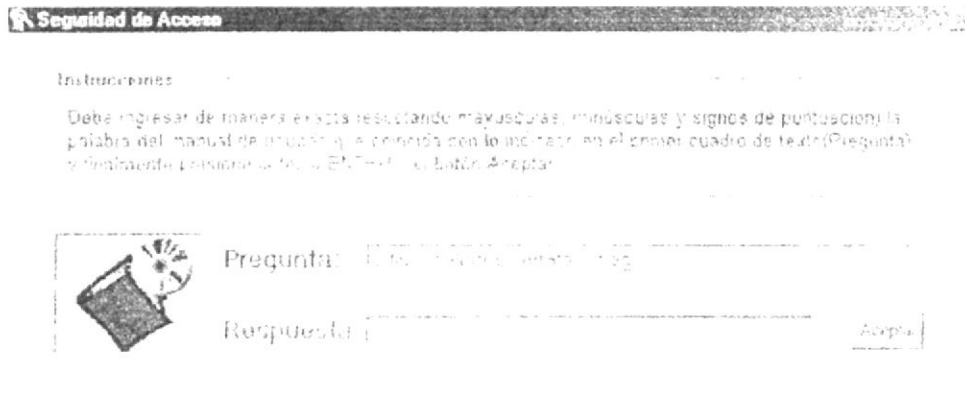 Seguridad de Acceso
Instrucciones
Debe ingresar de manera exacta respetando mayúsculas, minúsculas y signos de puntuación) la
palabra del manual de usuario que coincida con lo indicado en el primer cuadro de texto(Pregunta)
y finalmente presione la tecla ENTER o el botón Aceptar
Pregunta:
Respuesta
Aceptar